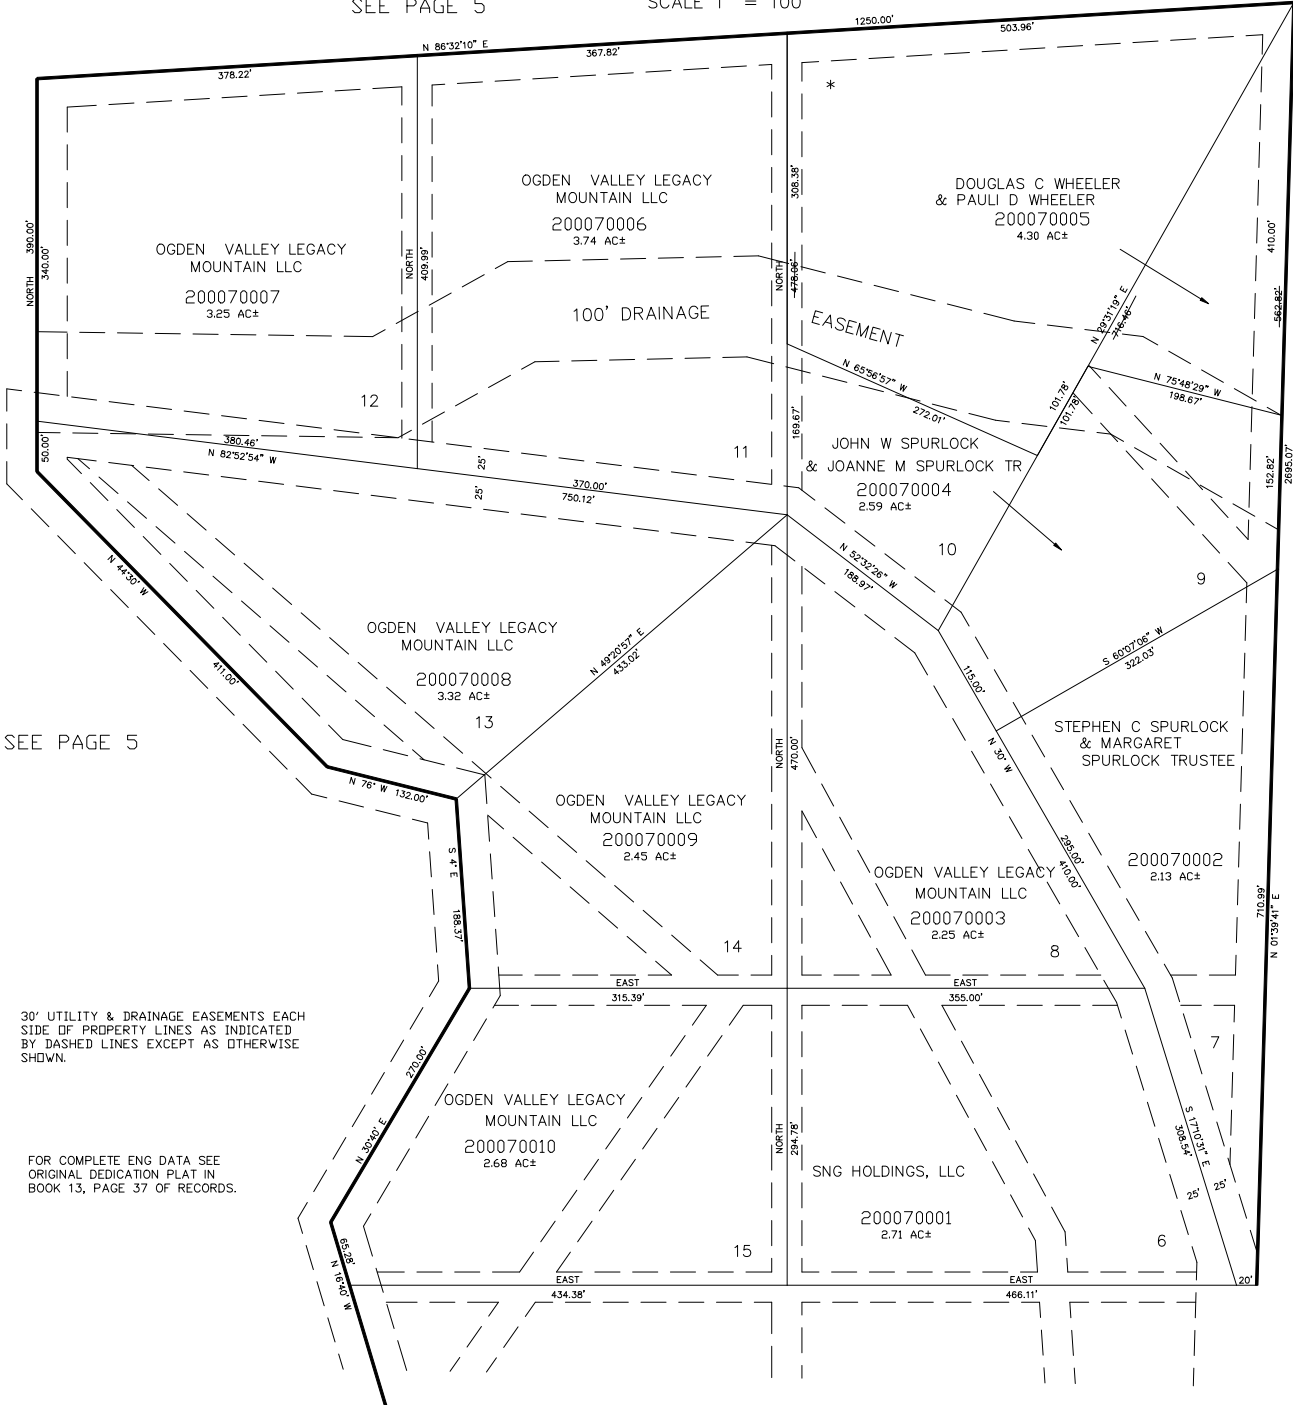 SEE PAGE 5
SCALE 1" = 100'
N 86°32'10" E
1250.00'
378.22'
367.82'
503.96'
*
OGDEN VALLEY LEGACY
MOUNTAIN LLC
200070007
3.25 AC±
OGDEN VALLEY LEGACY
MOUNTAIN LLC
200070006
3.74 AC±
DOUGLAS C WHEELER
& PAULI D WHEELER
200070005
4.30 AC±
NORTH
390.00'
340.00'
50.00'
NORTH
409.99'
308.38'
NORTH
478.06'
169.67'
100' DRAINAGE
EASEMENT
410.00'
562.82'
N 29°31'19" E
716.46'
N 65°56'57" W
272.01'
N 75°48'29" W
198.67'
101.78'
101.78'
152.82'
2695.07'
12
11
380.46'
N 82°52'54" W
25'
25'
370.00'
750.12'
JOHN W SPURLOCK
& JOANNE M SPURLOCK TR
200070004
2.59 AC±
10
9
N 52°32'26" W
188.97'
N 44°30' W
411.00'
OGDEN VALLEY LEGACY
MOUNTAIN LLC
200070008
3.32 AC±
13
N 49°20'57" E
433.02'
S 60°07'06" W
322.03'
115.00'
N 30° W
295.00'
410.00'
SEE PAGE 5
N 76° W 132.00'
NORTH
470.00'
STEPHEN C SPURLOCK
& MARGARET
SPURLOCK TRUSTEE
200070002
2.13 AC±
OGDEN VALLEY LEGACY
MOUNTAIN LLC
200070009
2.45 AC±
14
S 4° E
188.37'
OGDEN VALLEY LEGACY
MOUNTAIN LLC
200070003
2.25 AC±
8
710.99'
N 01°39'41" E
EAST
315.39'
EAST
355.00'
30' UTILITY & DRAINAGE EASEMENTS EACH
SIDE OF PROPERTY LINES AS INDICATED
BY DASHED LINES EXCEPT AS OTHERWISE
SHOWN.
7
270.00'
N 30°40' E
OGDEN VALLEY LEGACY
MOUNTAIN LLC
200070010
2.68 AC±
NORTH
294.78'
S 17°10'31" E
308.54'
25'
25'
FOR COMPLETE ENG DATA SEE
ORIGINAL DEDICATION PLAT IN
BOOK 13, PAGE 37 OF RECORDS.
SNG HOLDINGS, LLC
200070001
2.71 AC±
15
6
65.28'
N 16°40' W
EAST
434.38'
EAST
466.11'
20'